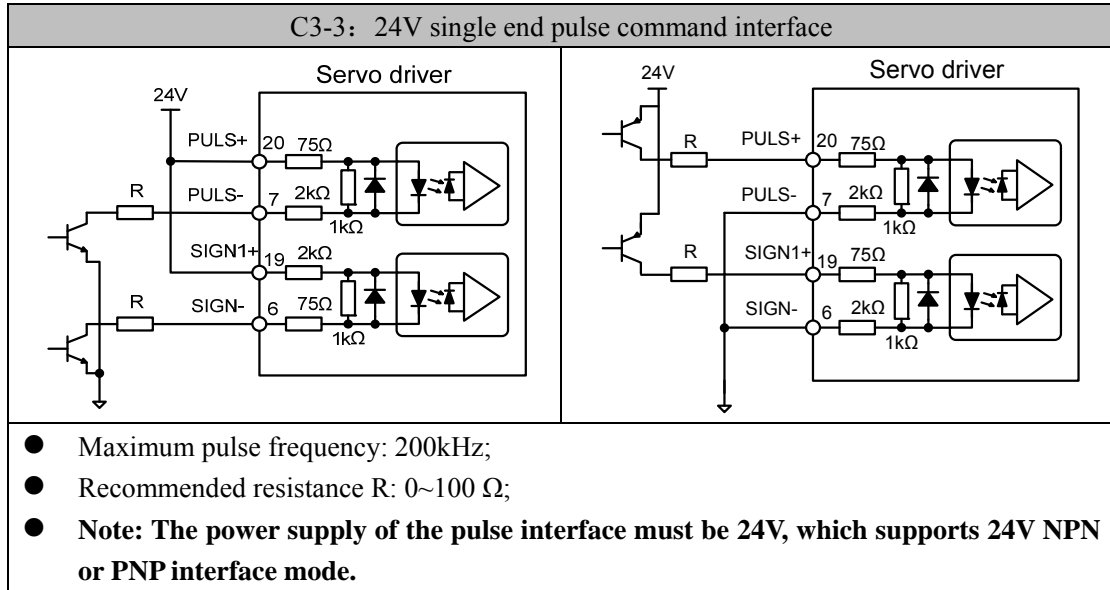 C3-3：24V single end pulse command interface
Servo driver
24V
PULS+ 20 75Ω
R PULS- 7 2kΩ
1kΩ
SIGN1+ 19 2kΩ
R SIGN- 6 75Ω
1kΩ
Servo driver
24V
R PULS+ 20 75Ω
PULS- 7 2kΩ
1kΩ
R SIGN1+ 19 75Ω
SIGN- 6 2kΩ
1kΩ
● Maximum pulse frequency: 200kHz;
● Recommended resistance R: 0~100 Ω;
● Note: The power supply of the pulse interface must be 24V, which supports 24V NPN
or PNP interface mode.